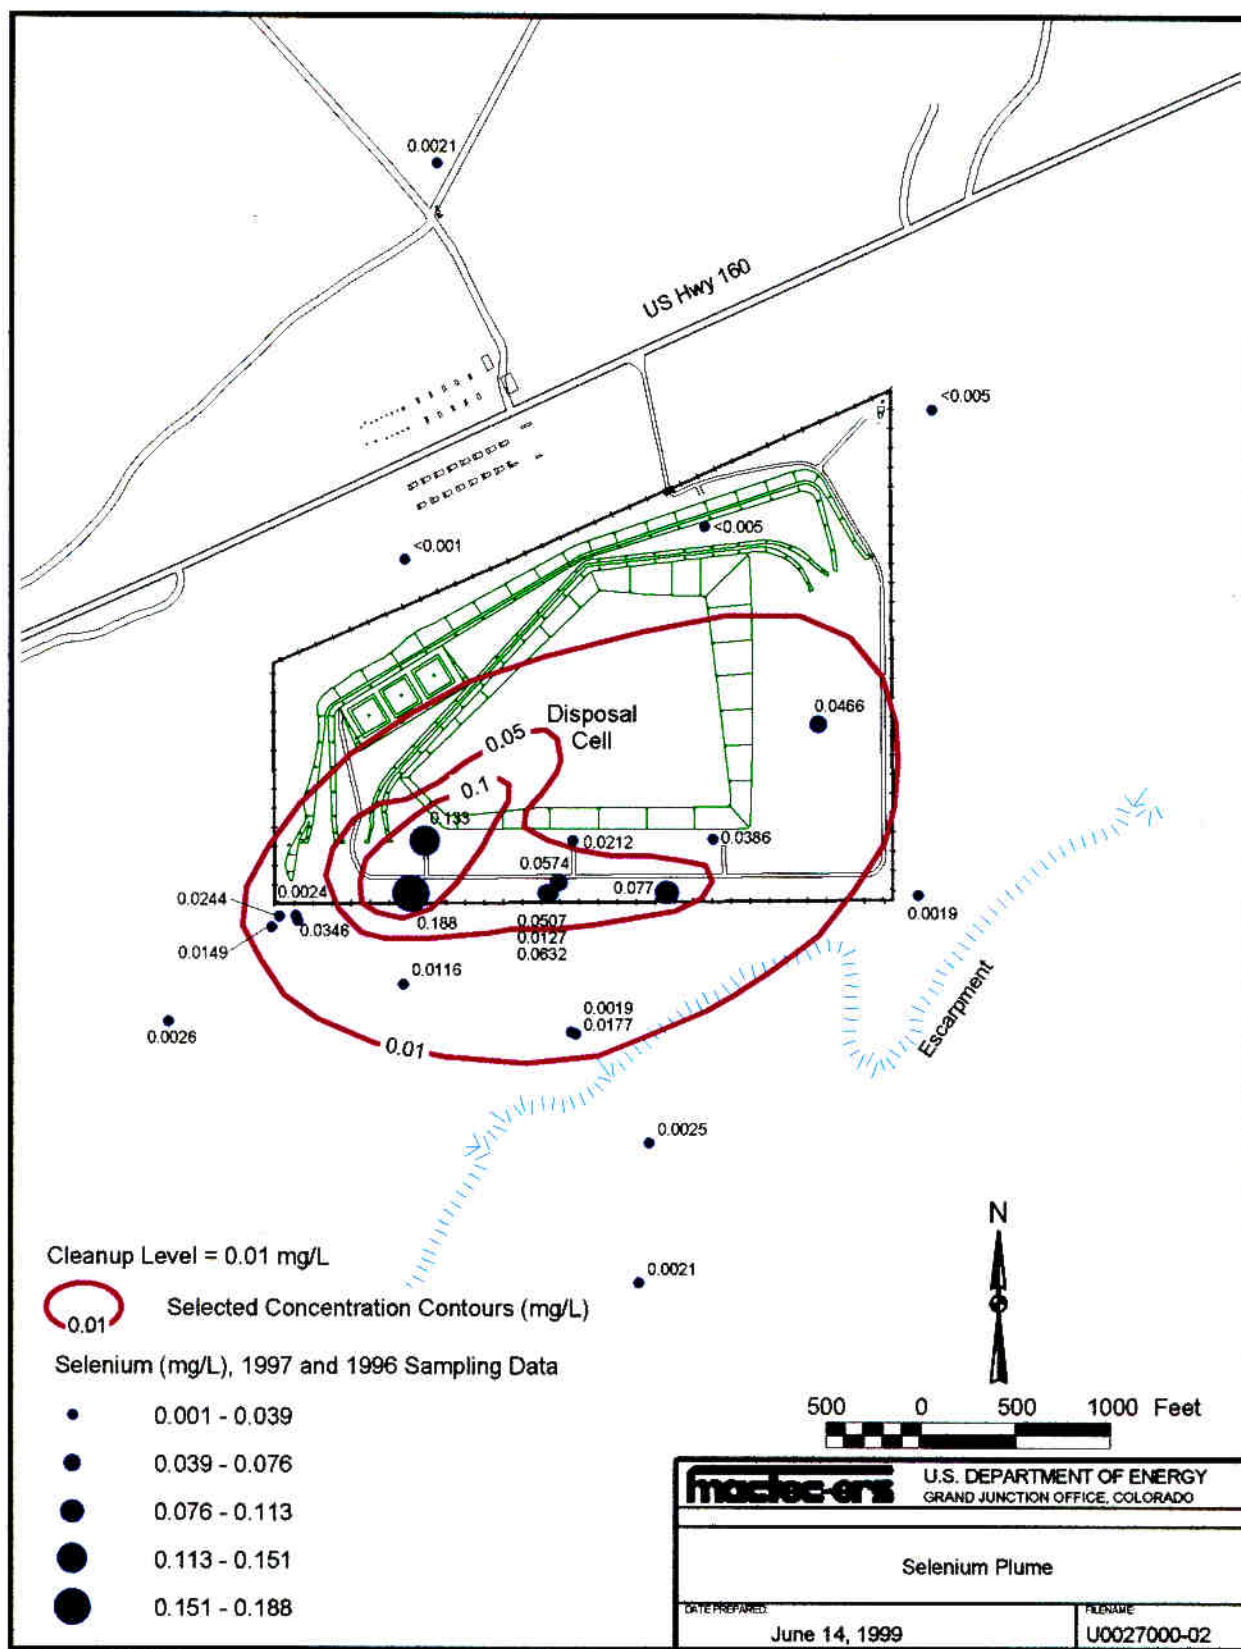 0.0021
US Hwy 160
<0.005
<0.005
<0.001
0.0466
Disposal
Cell
0.05
0.1
0.133
0.0212
0.0386
0.0574
0.077
0.0024
0.0244
0.0019
0.188
0.0507
0.0346
0.0127
0.0149
0.0632
0.0116
0.0019
0.0177
Escarpment
0.0026
0.01
0.0025
N
Cleanup Level = 0.01 mg/L
0.0021
Selected Concentration Contours (mg/L)
0.01
Selenium (mg/L), 1997 and 1996 Sampling Data
0.001 - 0.039
0.039 - 0.076
0.076 - 0.113
0.113 - 0.151
0.151 - 0.188
500 0 500 1000 Feet
mactec-ers
U.S. DEPARTMENT OF ENERGY
GRAND JUNCTION OFFICE, COLORADO
Selenium Plume
DATE PREPARED:
June 14, 1999
FILENAME:
U0027000-02